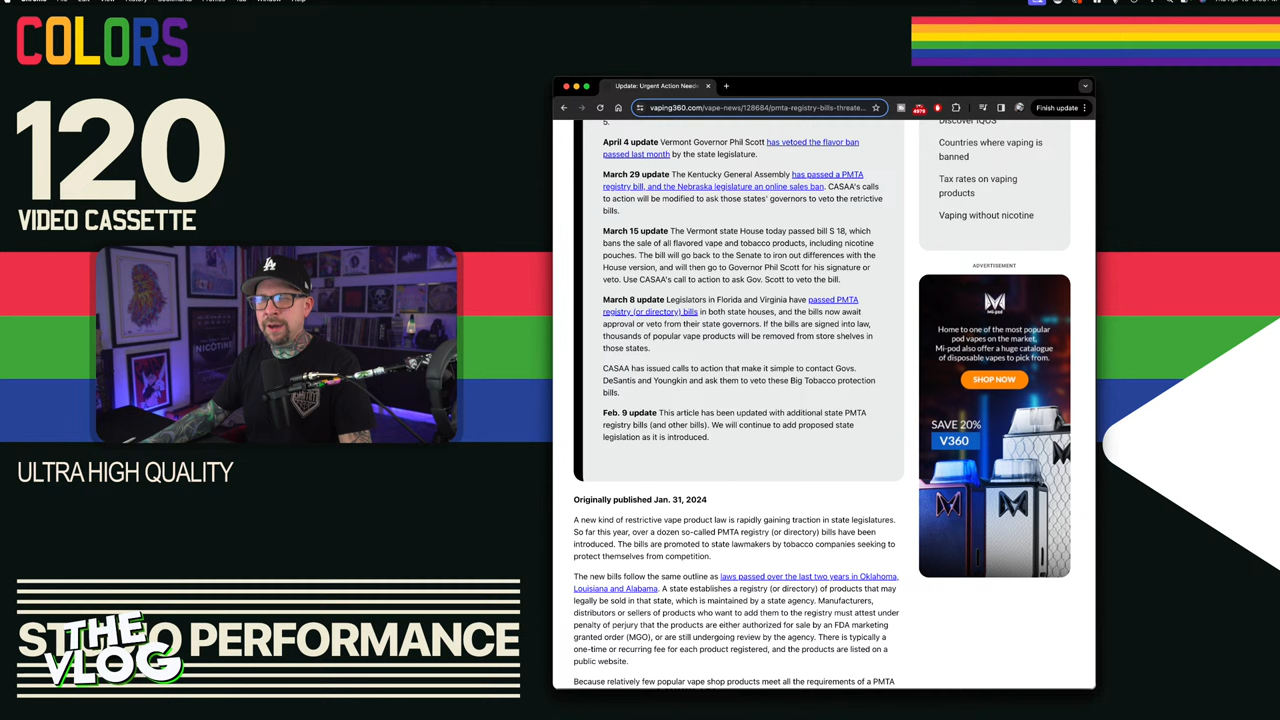 COLORS
120
VIDEO CASSETTE
NICOTINE
LA
ULTRA HIGH QUALITY
PERFORMANCE
THE
VLOG
Update: Urgent Action Neede
vaping360.com/vape-news/128684/pmta-registry-bills-threate...
4979
Finish update
5.
April 4 update Vermont Governor Phil Scott has vetoed the flavor ban
passed last month by the state legislature.
March 29 update The Kentucky General Assembly has passed a PMTA
registry bill, and the Nebraska legislature an online sales ban. CASAA's calls
to action will be modified to ask those states' governors to veto the retrictive
bills.
March 15 update The Vermont state House today passed bill S 18, which
bans the sale of all flavored vape and tobacco products, including nicotine
pouches. The bill will go back to the Senate to iron out differences with the
House version, and will then go to Governor Phil Scott for his signature or
veto. Use CASAA's call to action to ask Gov. Scott to veto the bill.
March 8 update Legislators in Florida and Virginia have passed PMTA
registry (or directory) bills in both state houses, and the bills now await
approval or veto from their state governors. If the bills are signed into law,
thousands of popular vape products will be removed from store shelves in
those states.
CASAA has issued calls to action that make it simple to contact Govs.
DeSantis and Youngkin and ask them to veto these Big Tobacco protection
bills.
Feb. 9 update This article has been updated with additional state PMTA
registry bills (and other bills). We will continue to add proposed state
legislation as it is introduced.
Originally published Jan. 31, 2024
A new kind of restrictive vape product law is rapidly gaining traction in state legislatures.
So far this year, over a dozen so-called PMTA registry (or directory) bills have been
introduced. The bills are promoted to state lawmakers by tobacco companies seeking to
protect themselves from competition.
The new bills follow the same outline as laws passed over the last two years in Oklahoma,
Louisiana and Alabama. A state establishes a registry (or directory) of products that may
legally be sold in that state, which is maintained by a state agency. Manufacturers,
distributors or sellers of products who want to add them to the registry must attest under
penalty of perjury that the products are either authorized for sale by an FDA marketing
granted order (MGO), or are still undergoing review by the agency. There is typically a
one-time or recurring fee for each product registered, and the products are listed on a
public website.
Because relatively few popular vape shop products meet all the requirements of a PMTA
Discover IQOS
Countries where vaping is
banned
Tax rates on vaping
products
Vaping without nicotine
ADVERTISEMENT
Mi-pod
Home to one of the most popular
pod vapes on the market,
Mi-pod also offer a huge catalogue
of disposable vapes to pick from.
SHOP NOW
SAVE 20%
V360